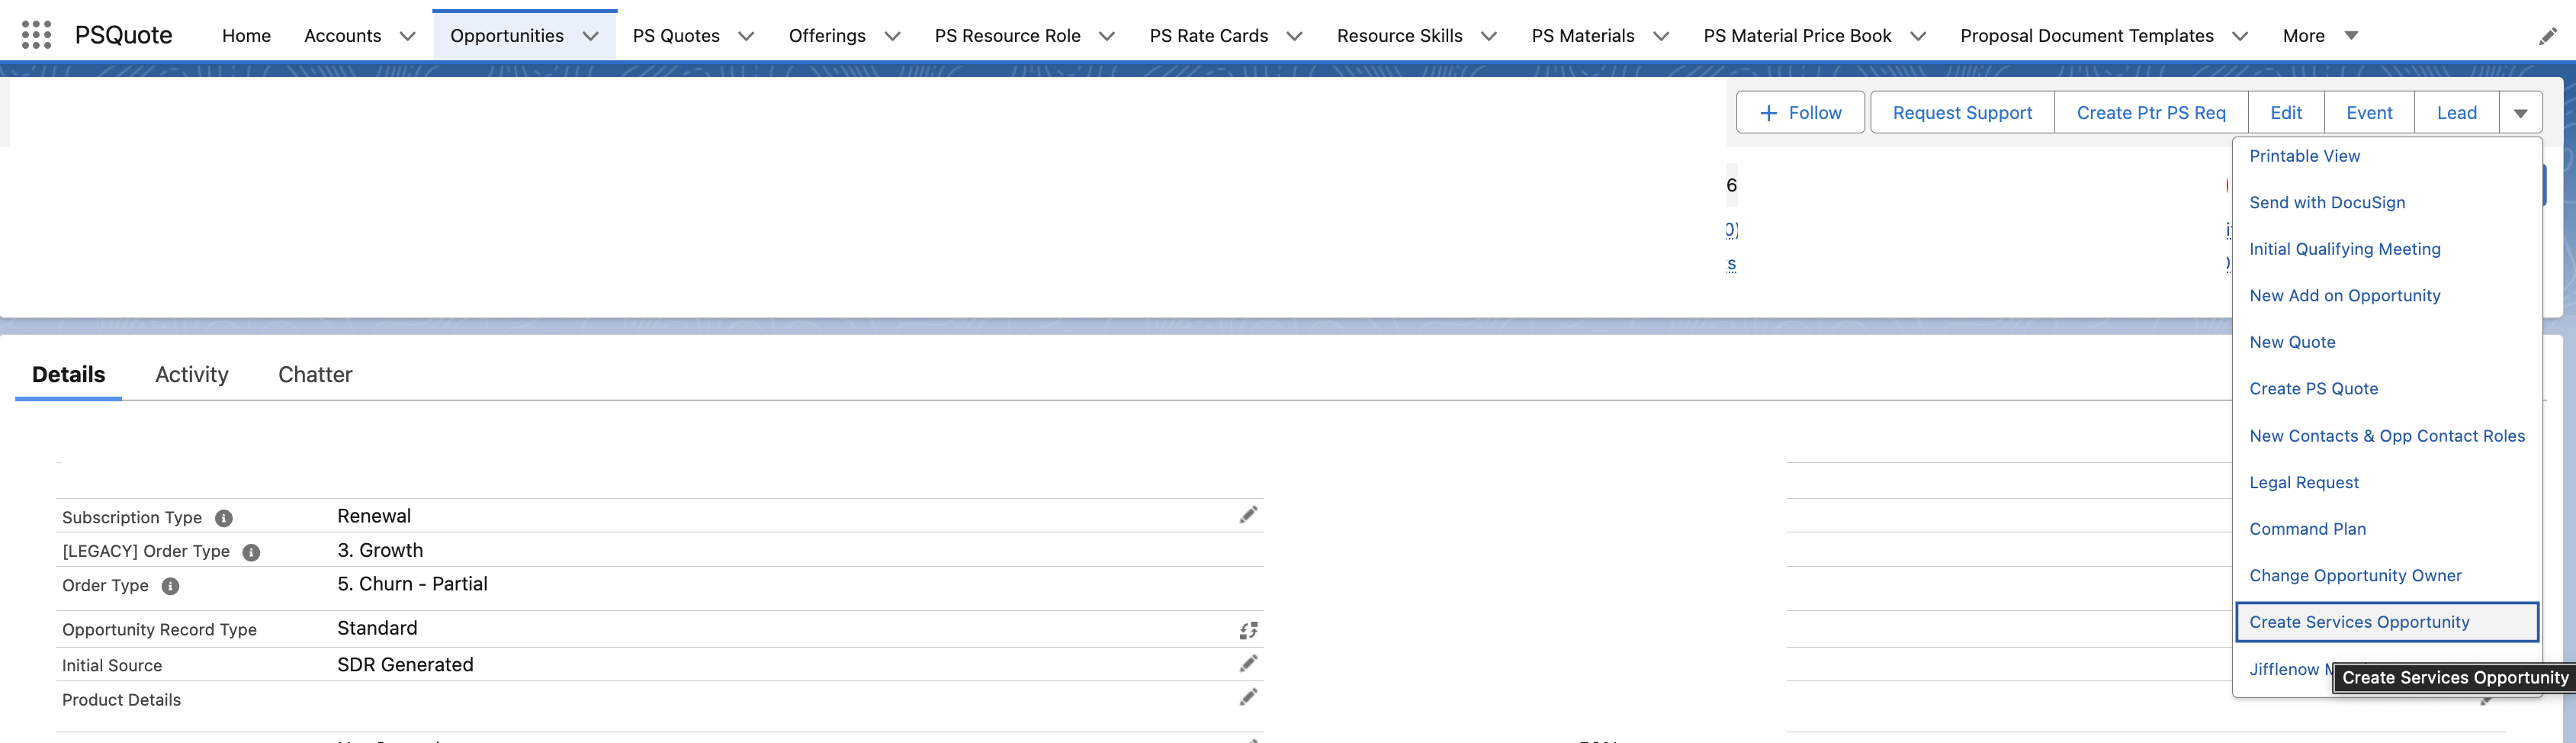 PSQuote Home Accounts Opportunities PS Quotes Offerings PS Resource Role PS Rate Cards Resource Skills PS Materials PS Material Price Book Proposal Document Templates More
+ Follow Request Support Create Ptr PS Req Edit Event Lead
Printable View
6
Send with DocuSign
0)
Initial Qualifying Meeting
s
New Add on Opportunity
New Quote
Details Activity Chatter
Create PS Quote
New Contacts & Opp Contact Roles
Legal Request
Subscription Type Renewal
Command Plan
[LEGACY] Order Type 3. Growth
Change Opportunity Owner
Order Type 5. Churn - Partial
Opportunity Record Type Standard
Create Services Opportunity
Initial Source SDR Generated
Jifflenow
Create Services Opportunity
Product Details